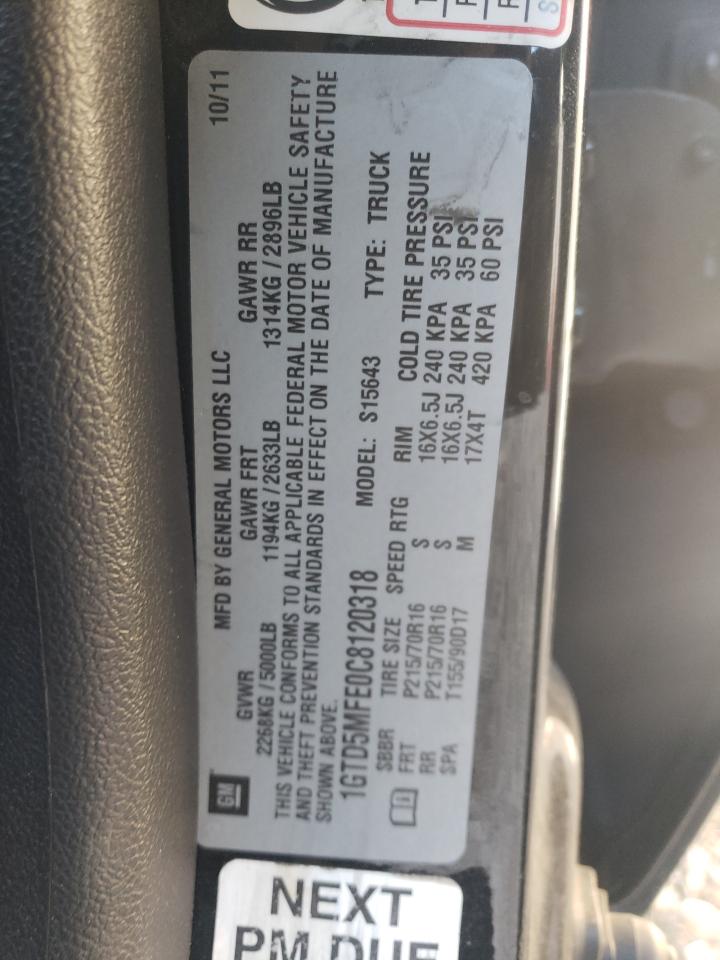 GM
MFD BY GENERAL MOTORS LLC 10/11
GVWR GAWR FRT GAWR RR
2268KG / 5000LB 1194KG / 2633LB 1314KG / 2896LB
THIS VEHICLE CONFORMS TO ALL APPLICABLE FEDERAL MOTOR VEHICLE SAFETY
AND THEFT PREVENTION STANDARDS IN EFFECT ON THE DATE OF MANUFACTURE
SHOWN ABOVE.
1GTD5MFE0C8120318 MODEL: S15643 TYPE: TRUCK
SBBR TIRE SIZE SPEED RTG RIM COLD TIRE PRESSURE
FRT P215/70R16 S 16X6.5J 240 KPA 35 PSI
RR P215/70R16 S 16X6.5J 240 KPA 35 PSI
SPA T155/90D17 M 17X4T 420 KPA 60 PSI
NEXT
PM DUE